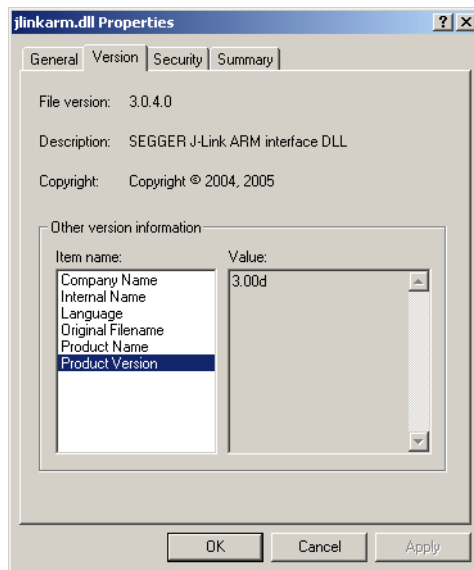 jlinkarm.dll Properties
? X
General Version Security Summary
File version: 3.0.4.0
Description: SEGGER J-Link ARM interface DLL
Copyright: Copyright © 2004, 2005
Other version information
Item name: Value:
Company Name 3.00d
Internal Name
Language
Original Filename
Product Name
Product Version
OK Cancel Apply